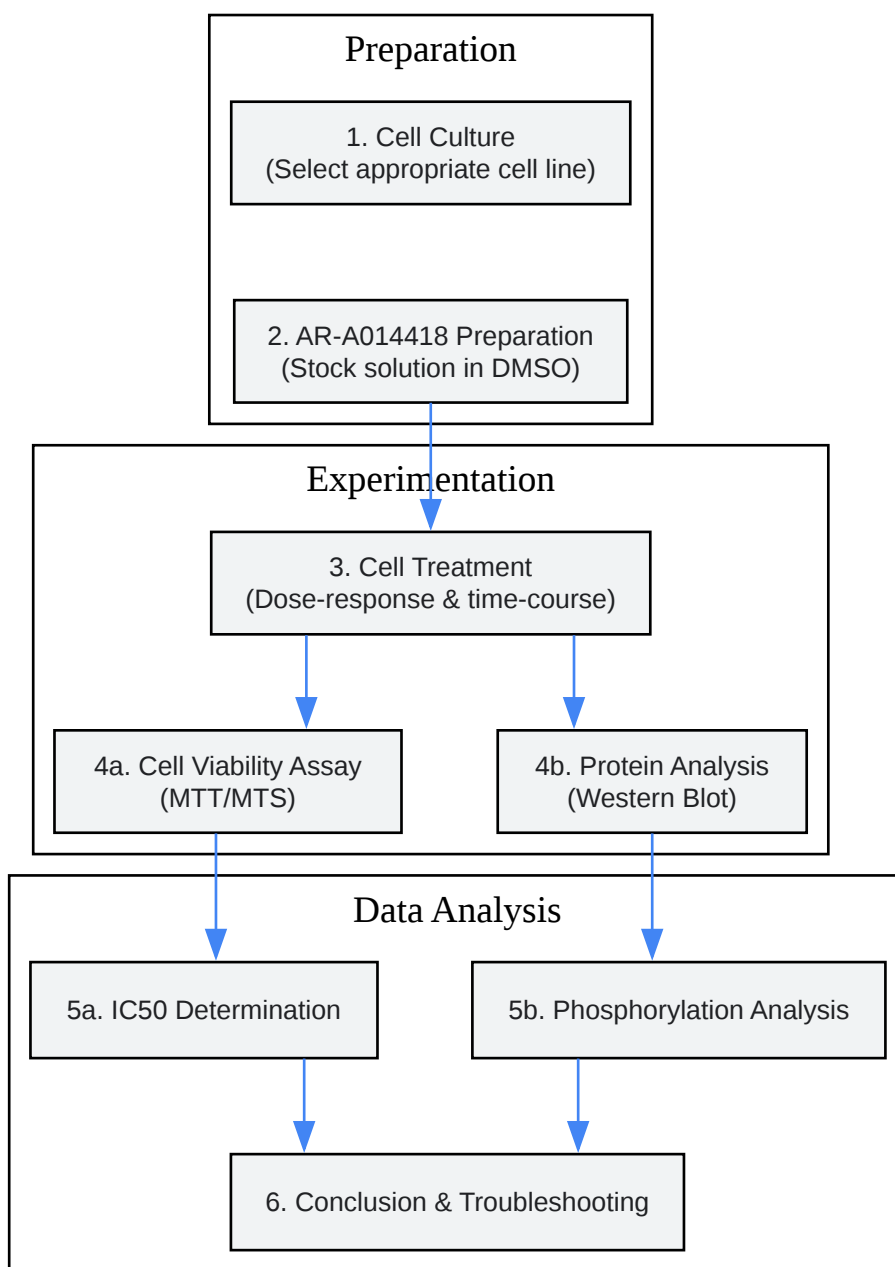 Preparation
1. Cell Culture
(Select appropriate cell line)
2. AR-A014418 Preparation
(Stock solution in DMSO)
Experimentation
3. Cell Treatment
(Dose-response & time-course)
4a. Cell Viability Assay
(MTT/MTS)
4b. Protein Analysis
(Western Blot)
Data Analysis
5a. IC50 Determination
5b. Phosphorylation Analysis
6. Conclusion & Troubleshooting